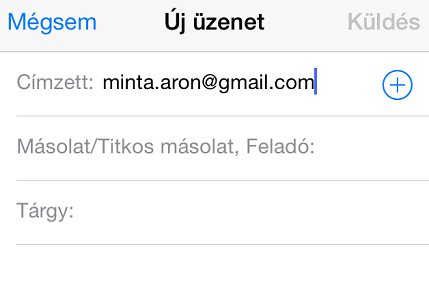 Mégsem Új üzenet Küldés
Címzett: minta.aron@gmail.com
Másolat/Titkos másolat, Feladó:
Tárgy: